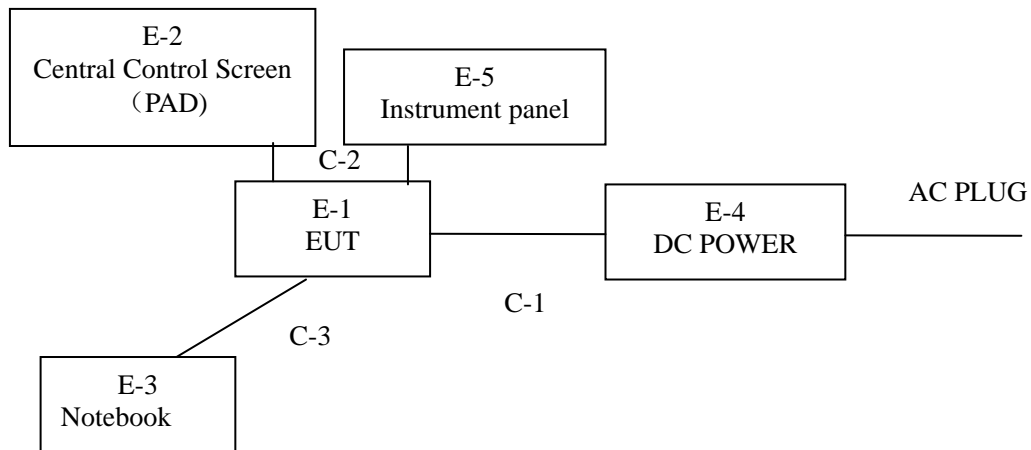 E-2
Central Control Screen
（PAD)
E-5
Instrument panel
C-2
E-1
EUT
E-4
DC POWER
AC PLUG
C-1
C-3
E-3
Notebook